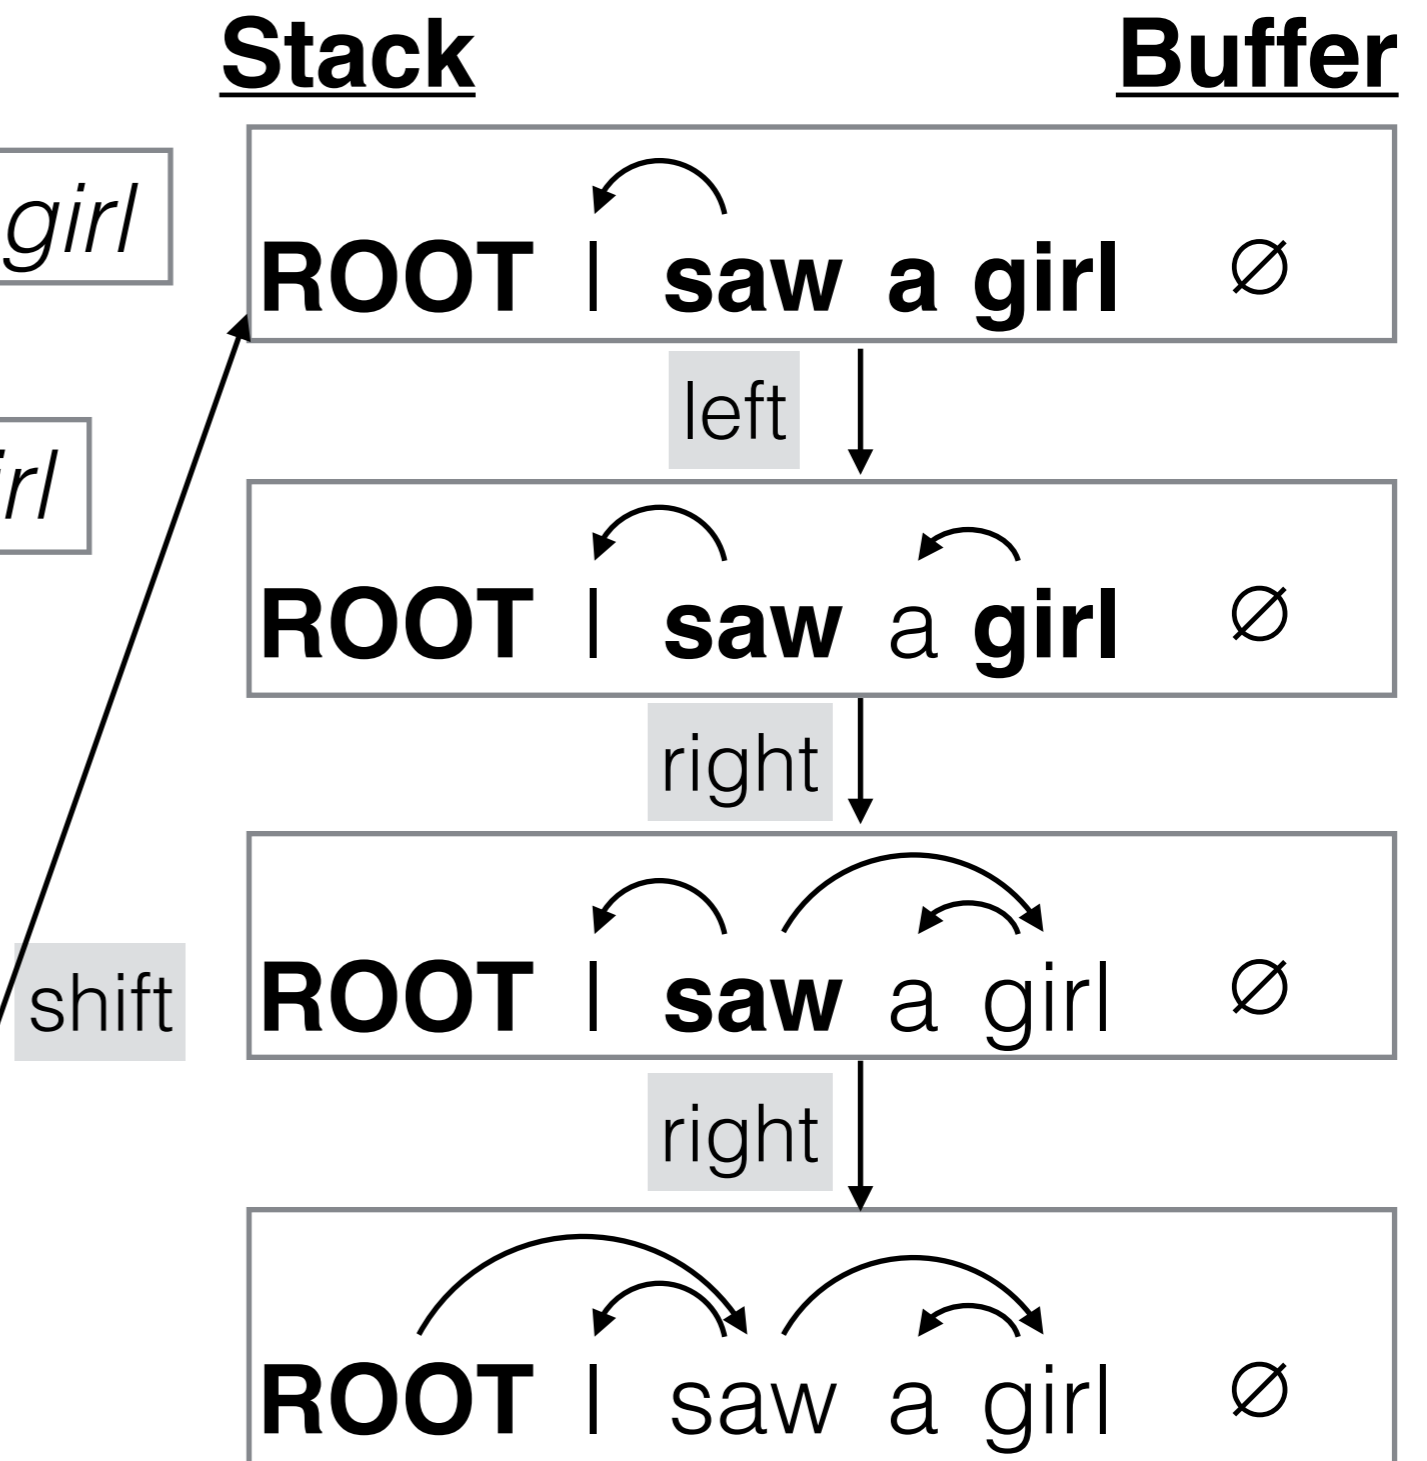 Stack Buffer
girl
ROOT I saw a girl ∅
left
ROOT I saw a girl ∅
right
ROOT I saw a girl ∅
shift
right
ROOT I saw a girl ∅